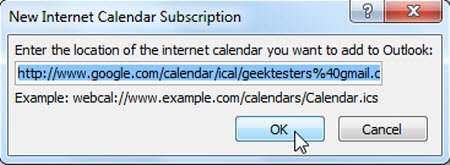 New Internet Calendar Subscription
Enter the location of the internet calendar you want to add to Outlook:
http://www.google.com/calendar/ical/geektesters%40gmail.c
Example: webcal://www.example.com/calendars/Calendar.ics
OK Cancel